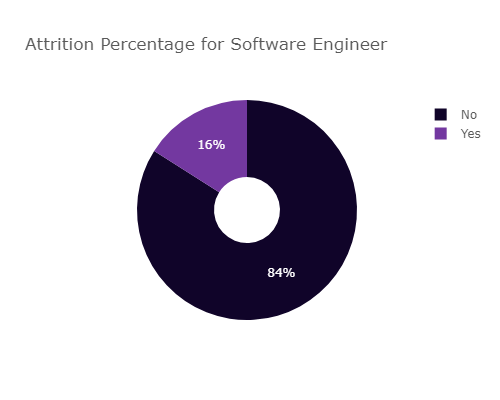 Attrition Percentage for Software Engineer
No
Yes
16%
84%